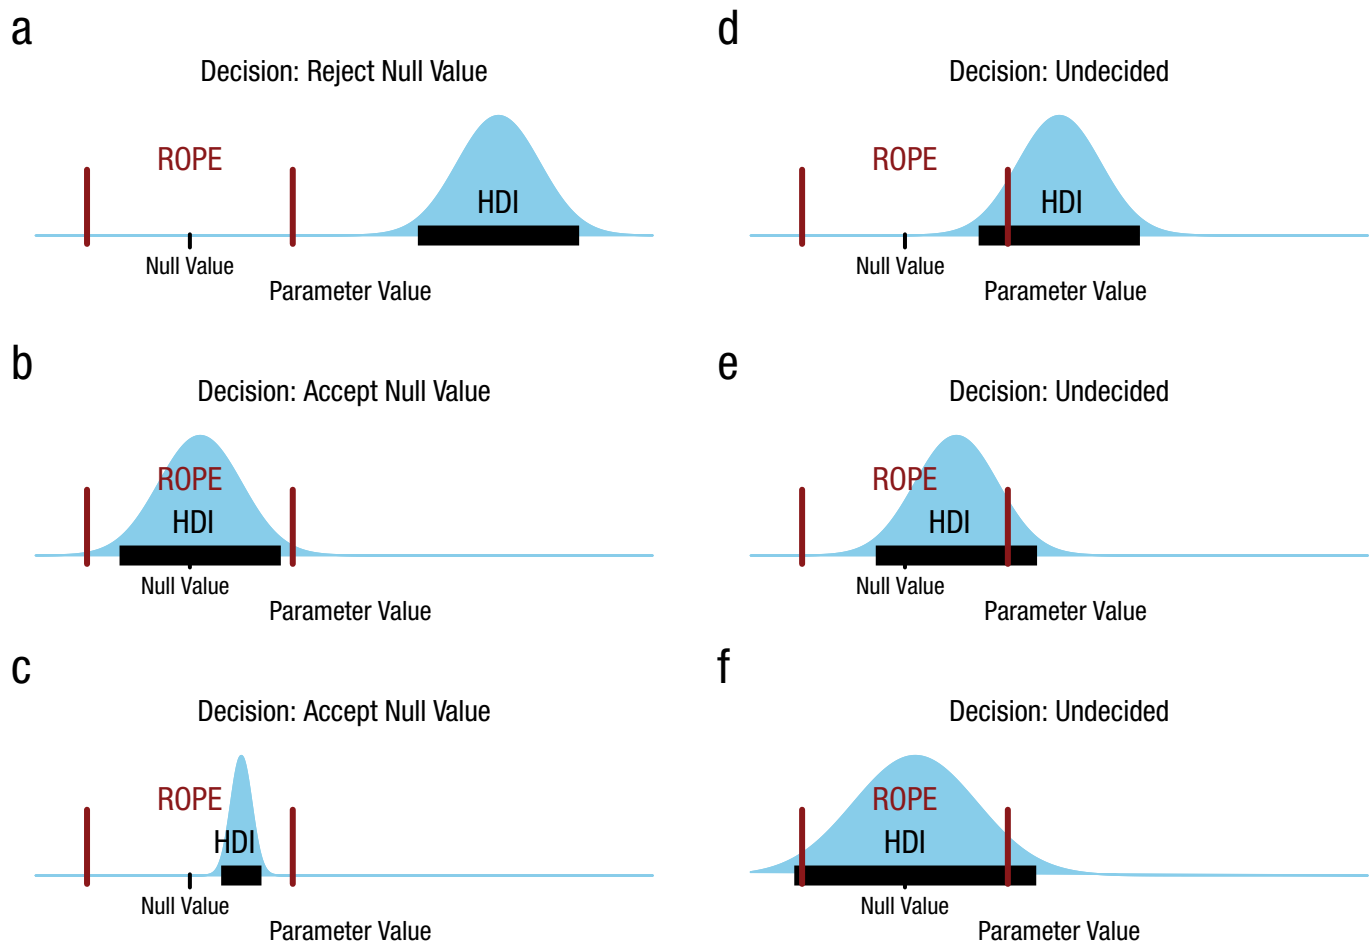 a
Decision: Reject Null Value
ROPE
HDI
Null Value
Parameter Value
b
Decision: Accept Null Value
ROPE
HDI
Null Value
Parameter Value
c
Decision: Accept Null Value
ROPE
HDI
Null Value
Parameter Value
d
Decision: Undecided
ROPE
HDI
Null Value
Parameter Value
e
Decision: Undecided
ROPE
HDI
Null Value
Parameter Value
f
Decision: Undecided
ROPE
HDI
Null Value
Parameter Value